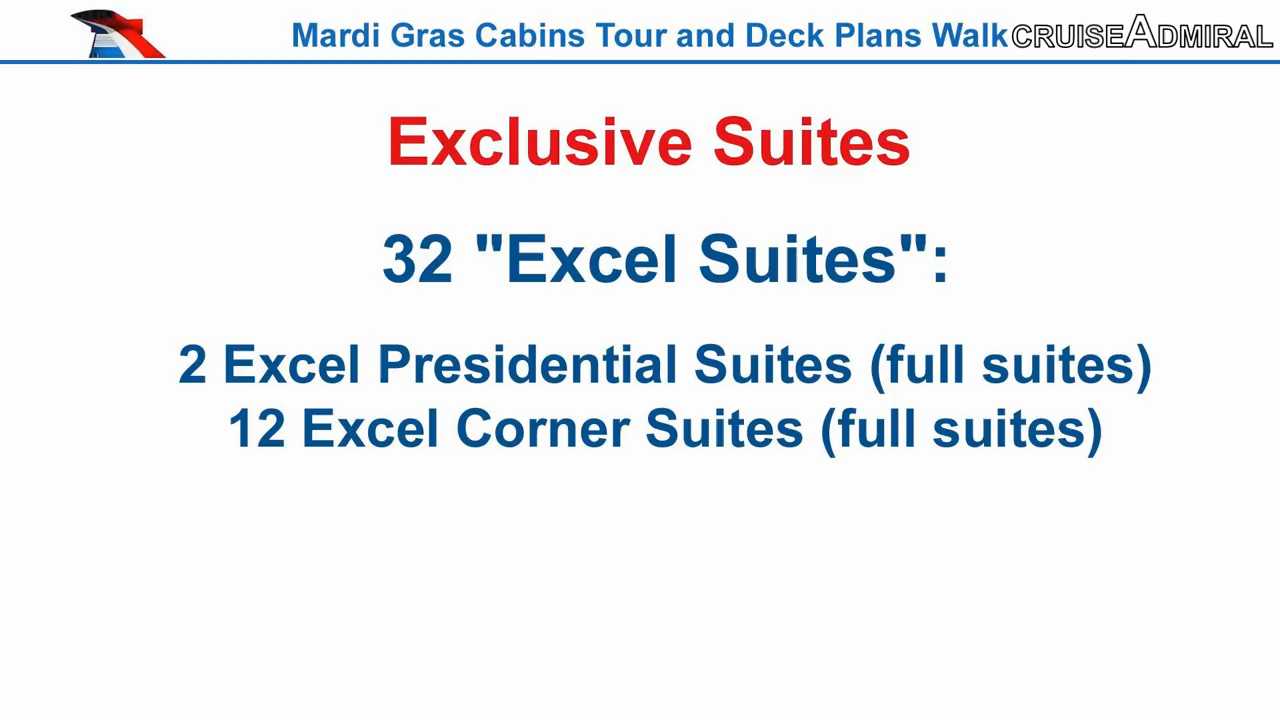 Mardi Gras Cabins Tour and Deck Plans Walk
CRUISEADMIRAL
Exclusive Suites
32 "Excel Suites":
2 Excel Presidential Suites (full suites)
12 Excel Corner Suites (full suites)